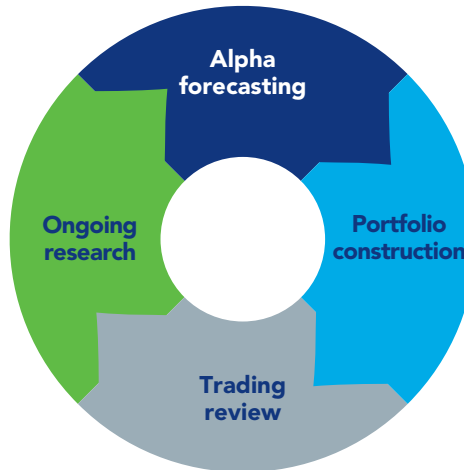 Alpha
forecasting
Portfolio
construction
Trading
review
Ongoing
research